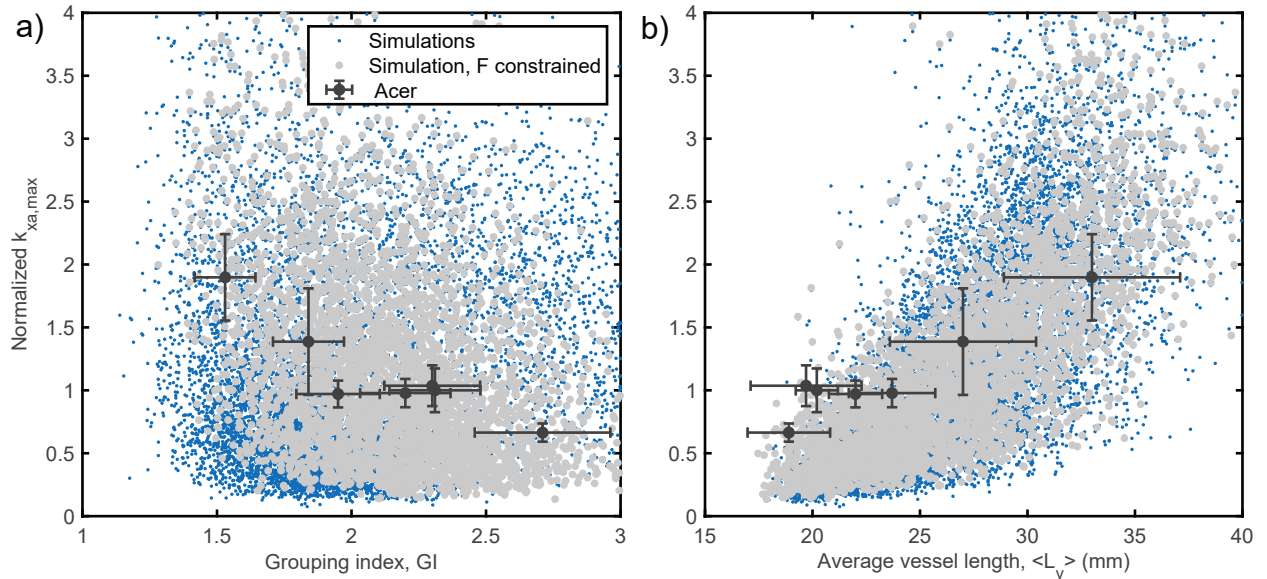 a)
4
3.5
3
2.5
2
1.5
1
0.5
0
Normalized k_xa,max
Simulations
Simulation, F constrained
Acer
1 1.5 2 2.5 3
Grouping index, GI
b)
4
3.5
3
2.5
2
1.5
1
0.5
0
15 20 25 30 35 40
Average vessel length, <L_v> (mm)